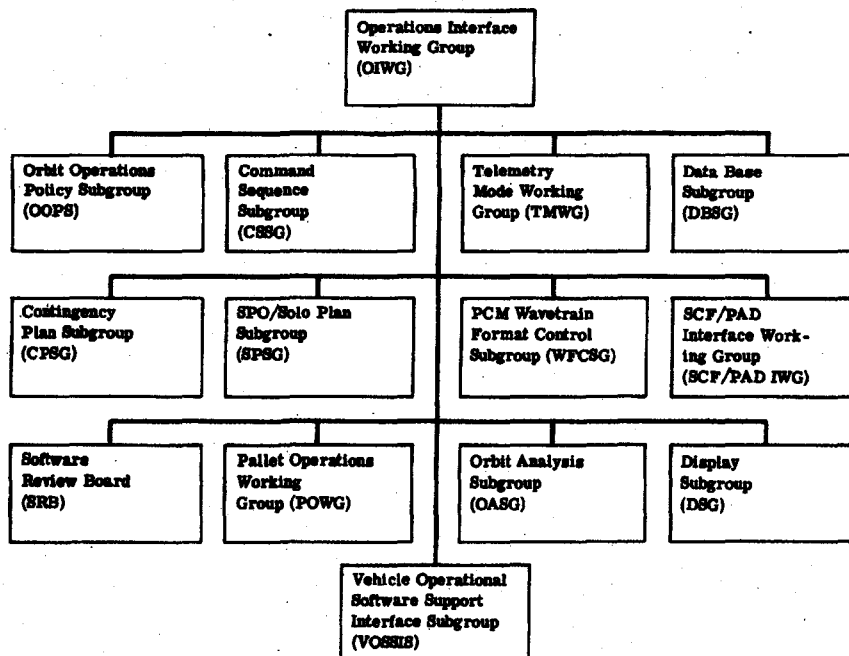 Operations Interface
Working Group
(OIWG)
Orbit Operations
Policy Subgroup
(OOPS)
Command
Sequence
Subgroup
(CSSG)
Telemetry
Mode Working
Group (TMWG)
Data Base
Subgroup
(DBSG)
Contingency
Plan Subgroup
(CPSG)
SPO/Solo Plan
Subgroup
(SPSG)
PCM Wavetrain
Format Control
Subgroup (WFCSG)
SCF/PAD
Interface Work-
ing Group
(SCF/PAD IWG)
Software
Review Board
(SRB)
Pallet Operations
Working
Group (POWG)
Orbit Analysis
Subgroup
(OASG)
Display
Subgroup
(DSG)
Vehicle Operational
Software Support
Interface Subgroup
(VOSSIS)